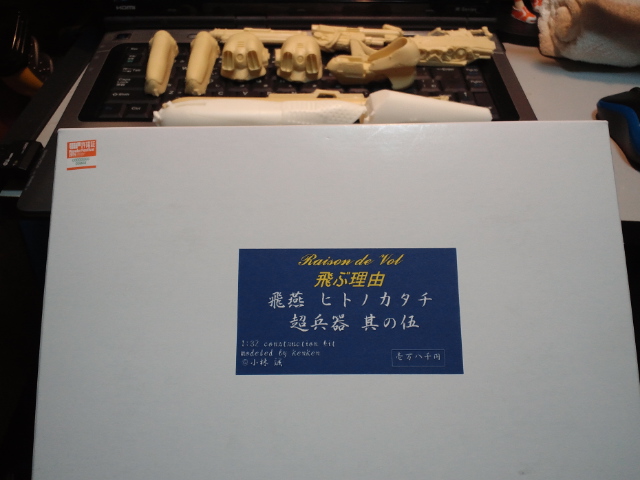 Raison de Vol
飛ぶ理由
飛燕 ヒトノカタチ
超兵器 其の伍
1:32 construction kit
modeled by KenKen
©小林 誠
壱万八千円
HDMI